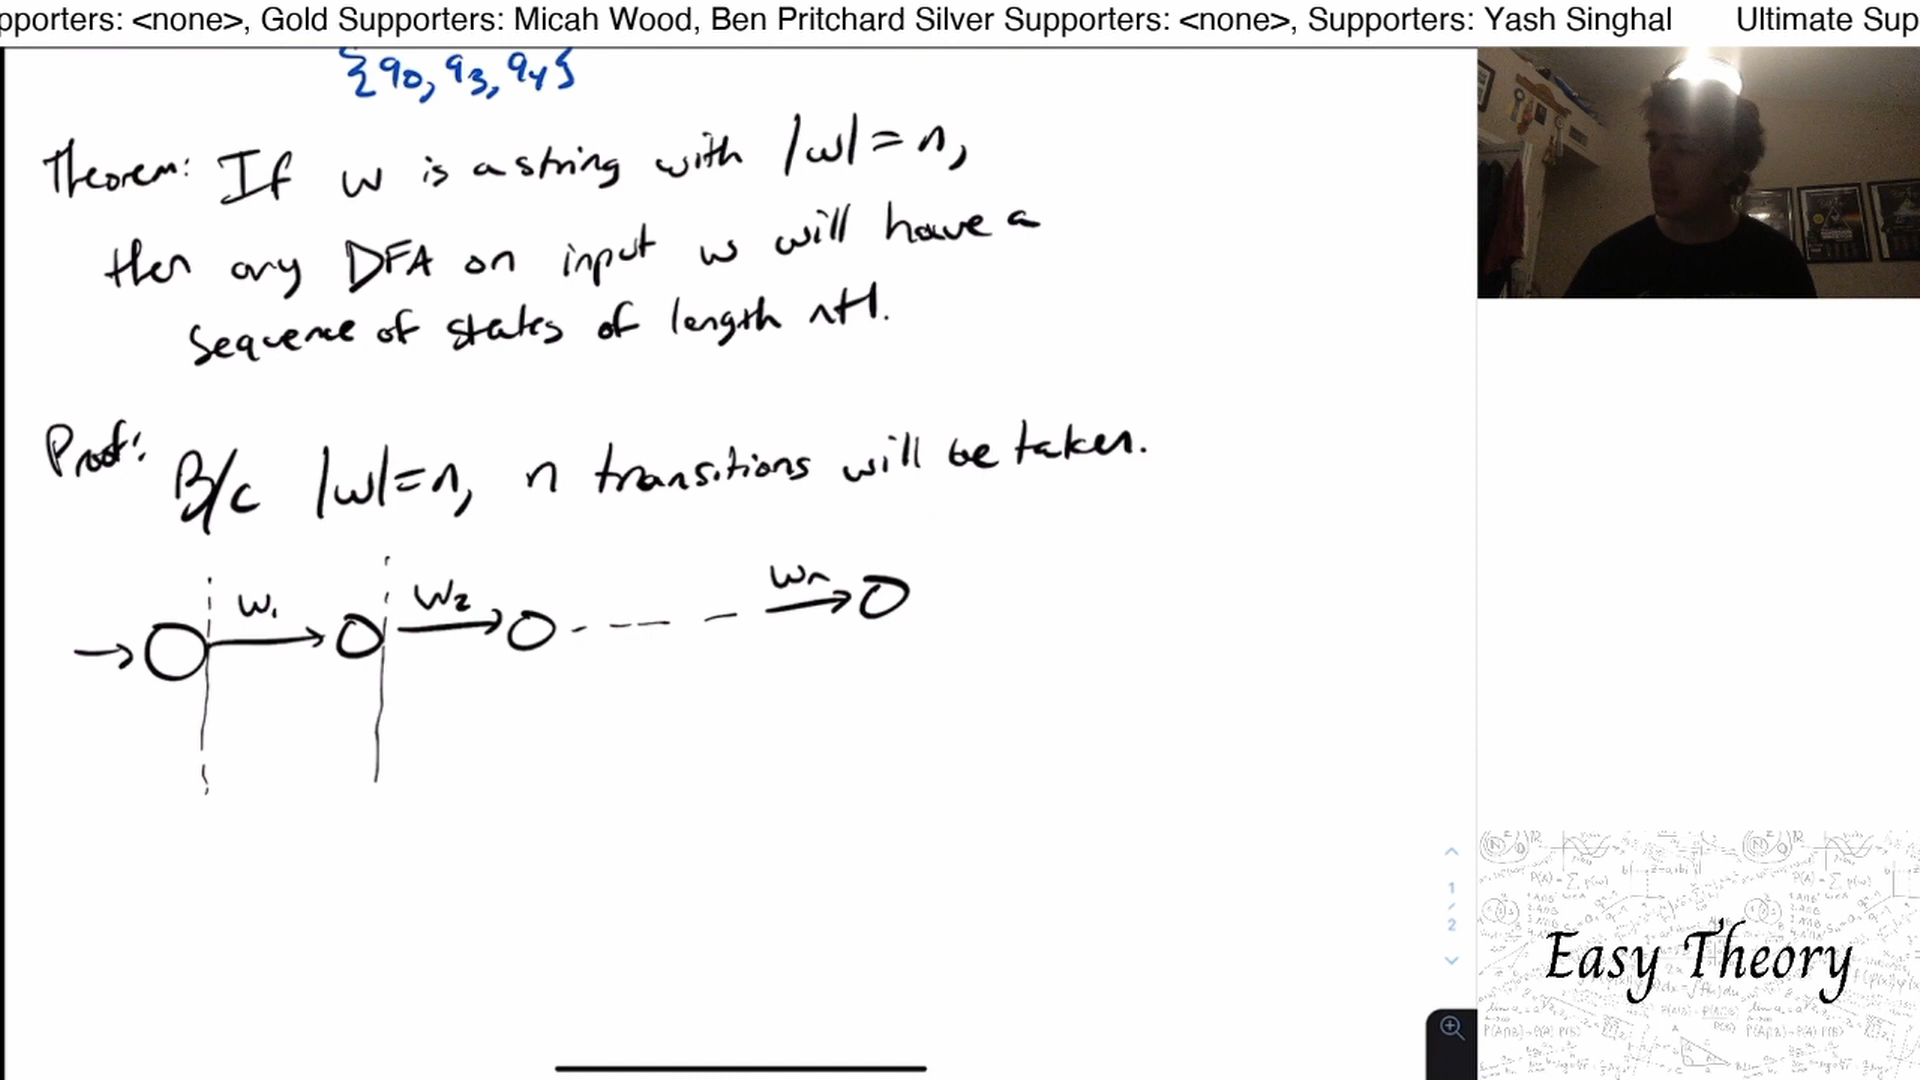 pporters: <none>, Gold Supporters: Micah Wood, Ben Pritchard Silver Supporters: <none>, Supporters: Yash Singhal Ultimate Sup
{q0, q3, q4}
Theorem: If w is a string with |w| = n,
then any DFA on input w will have a
sequence of states of length n+1.
Proof: B/c |w|=n, n transitions will be taken.
w1 w2 wn
1
2
Easy Theory